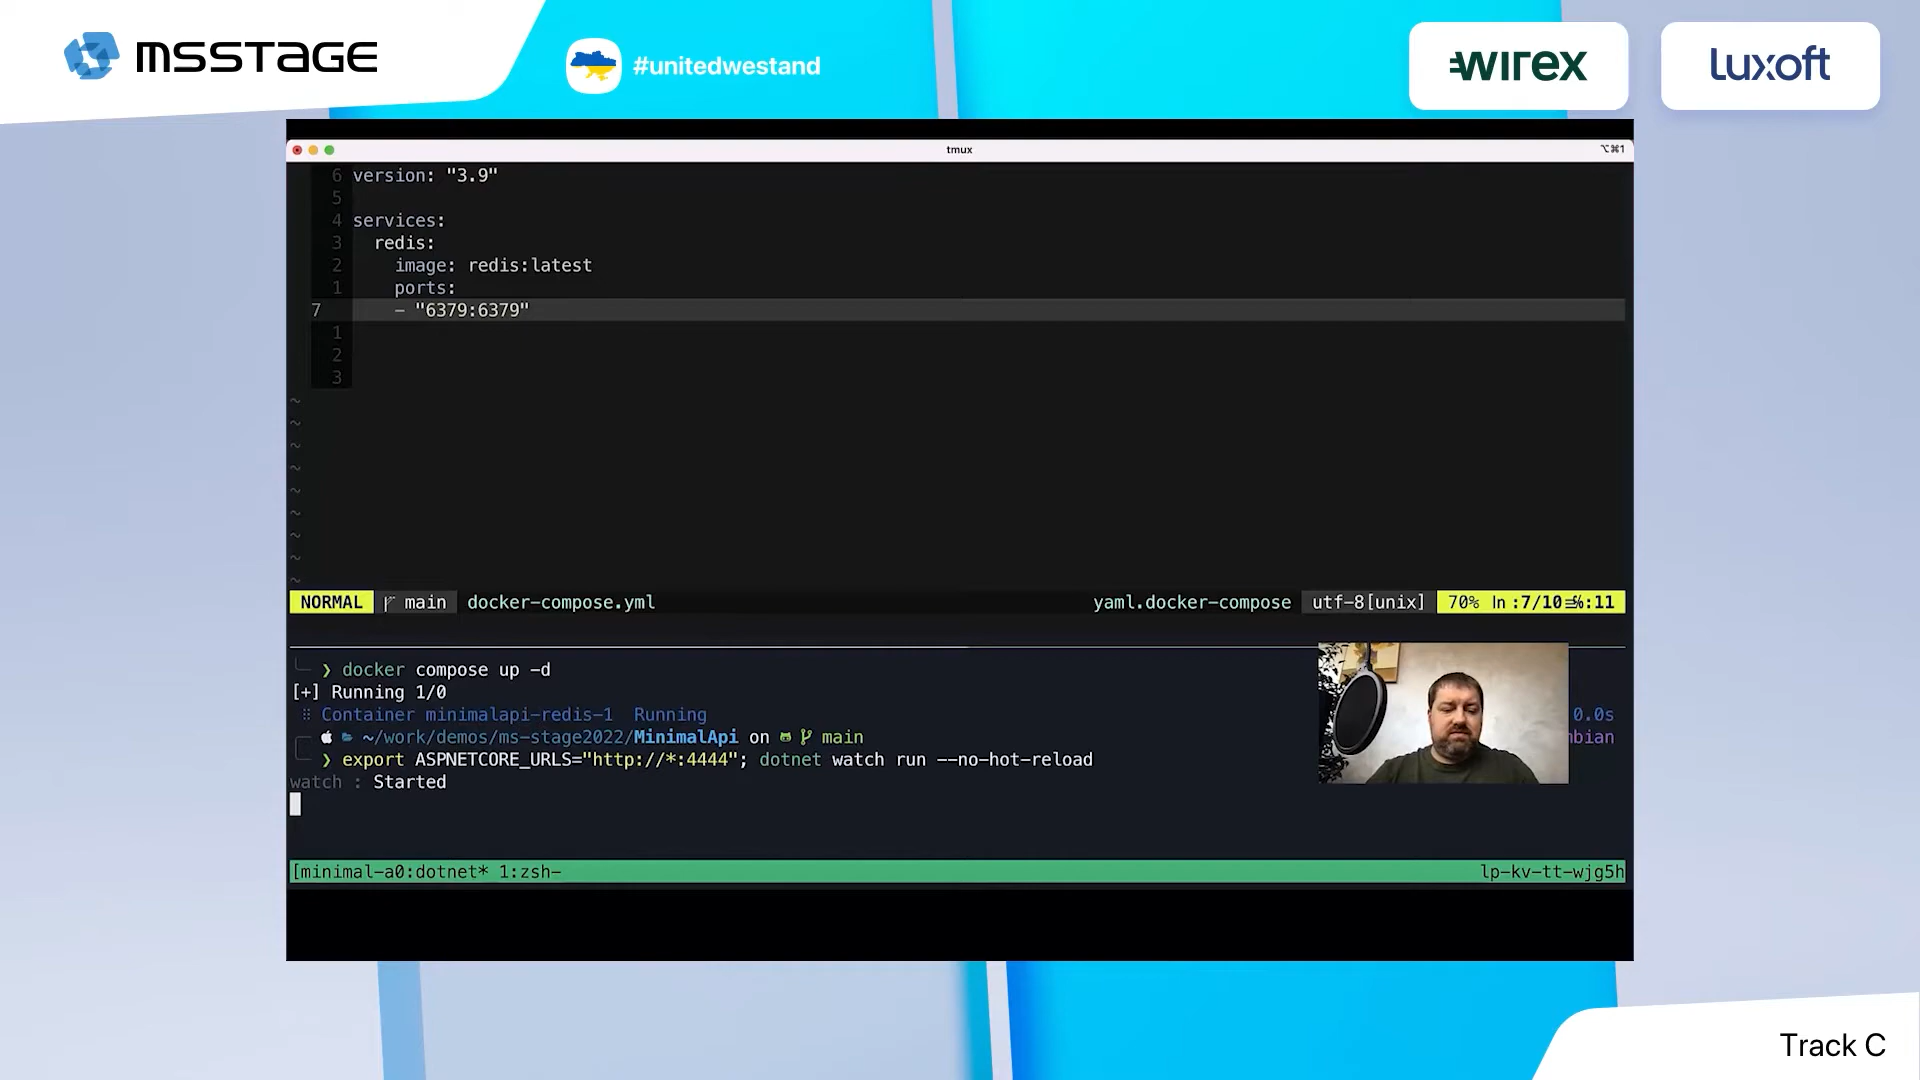 MSSTAGE
#unitedwestand
wirex
luxoft
tmux
⌥⌘1
6 version: "3.9"
5
4 services:
3 redis:
2 image: redis:latest
1 ports:
7 - "6379:6379"
1
2
3
~
~
~
~
~
~
~
~
~
NORMAL main docker-compose.yml yaml.docker-compose utf-8[unix] 70% ln :7/10 :11
❯ docker compose up -d
[+] Running 1/0
⠿ Container minimalapi-redis-1 Running 0.0s
~/work/demos/ms-stage2022/MinimalApi on main
❯ export ASPNETCORE_URLS="http://*:4444"; dotnet watch run --no-hot-reload
watch : Started
[minimal-a0:dotnet* 1:zsh- lp-kv-tt-wjg5h
Track C